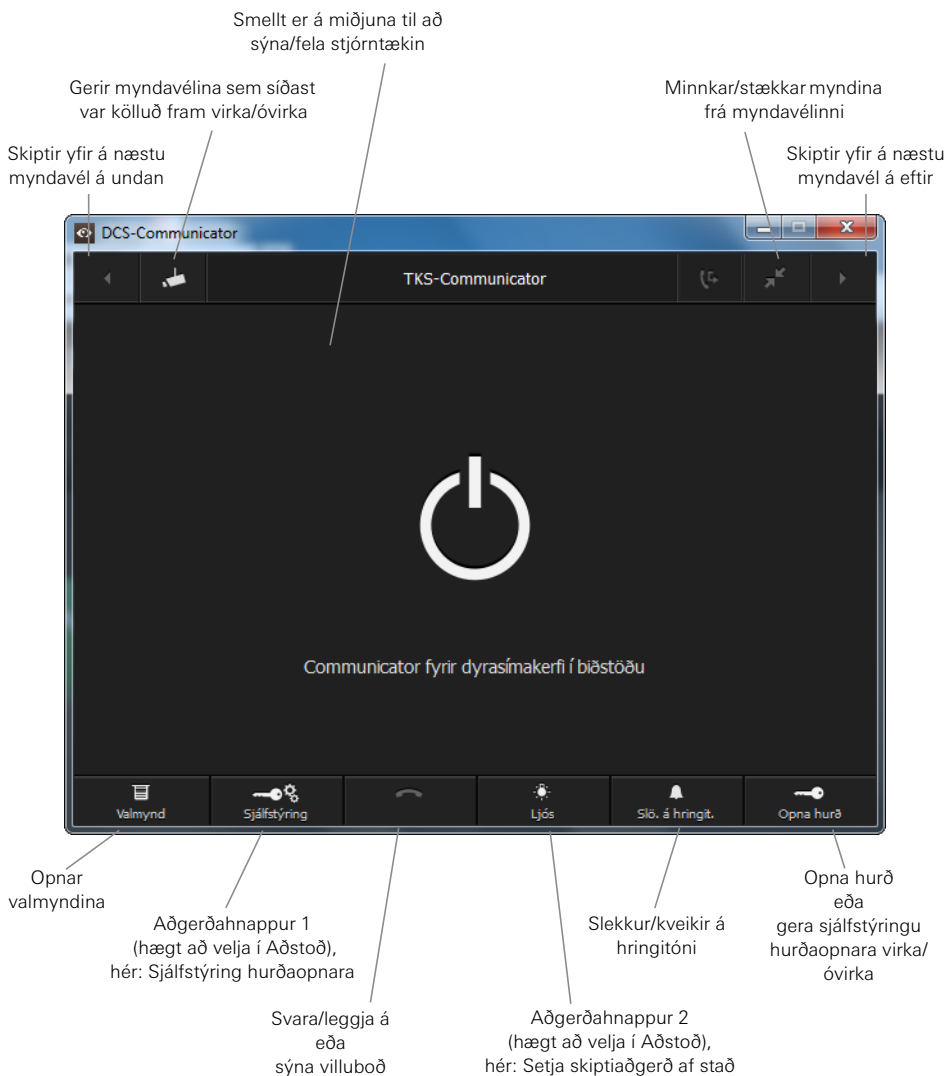 Smellt er á miðjuna til að
sýna/fela stjórntækin
Gerir myndavélina sem síðast
var kölluð fram virka/óvirka
Minnkar/stækkar myndina
frá myndavélinni
Skiptir yfir á næstu
myndavél á undan
Skiptir yfir á næstu
myndavél á eftir
DCS-Communicator
TKS-Communicator
Communicator fyrir dyrasímakerfi í biðstöðu
Valmynd
Sjálfstýring
Ljós
Slö. á hringit.
Opna hurð
Opnar
valmyndina
Aðgerðahnappur 1
(hægt að velja í Aðstoð),
hér: Sjálfstýring hurðaopnara
Svara/leggja á
eða
sýna villuboð
Aðgerðahnappur 2
(hægt að velja í Aðstoð),
hér: Setja skiptiaðgerð af stað
Slekkur/kveikir á
hringitóni
Opna hurð
eða
gera sjálfstýringu
hurðaopnara virka/
óvirka